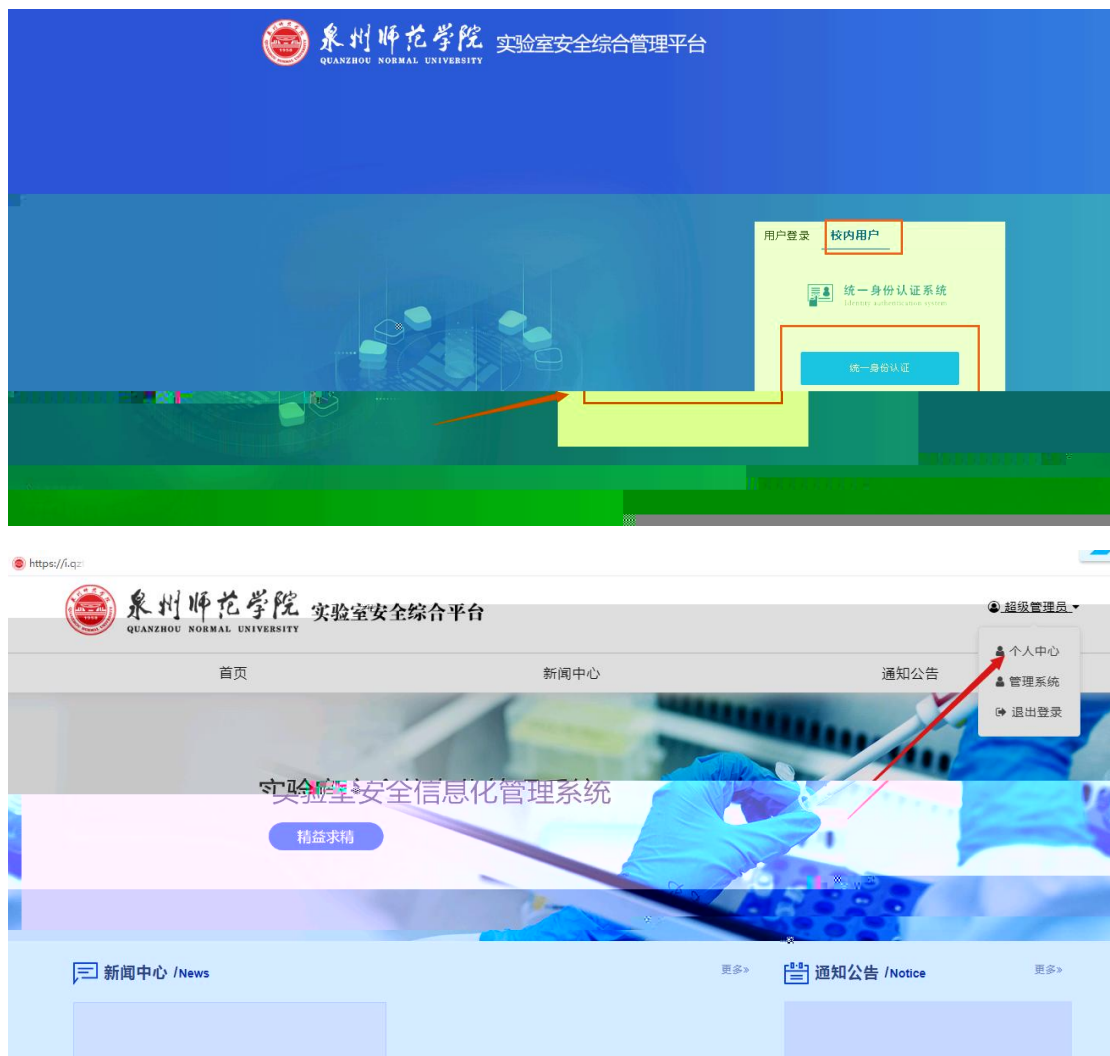 泉州师范学院 实验室安全综合管理平台
QUANZHOU NORMAL UNIVERSITY
用户登录 校内用户
统一身份认证系统
Identity authentication system
统一身份认证
https://i.qz
泉州师范学院 实验室安全综合平台
QUANZHOU NORMAL UNIVERSITY
超级管理员
个人中心
首页 新闻中心 通知公告
管理系统
退出登录
实验室安全信息化管理系统
精益求精
新闻中心 /News 更多» 通知公告 /Notice 更多»